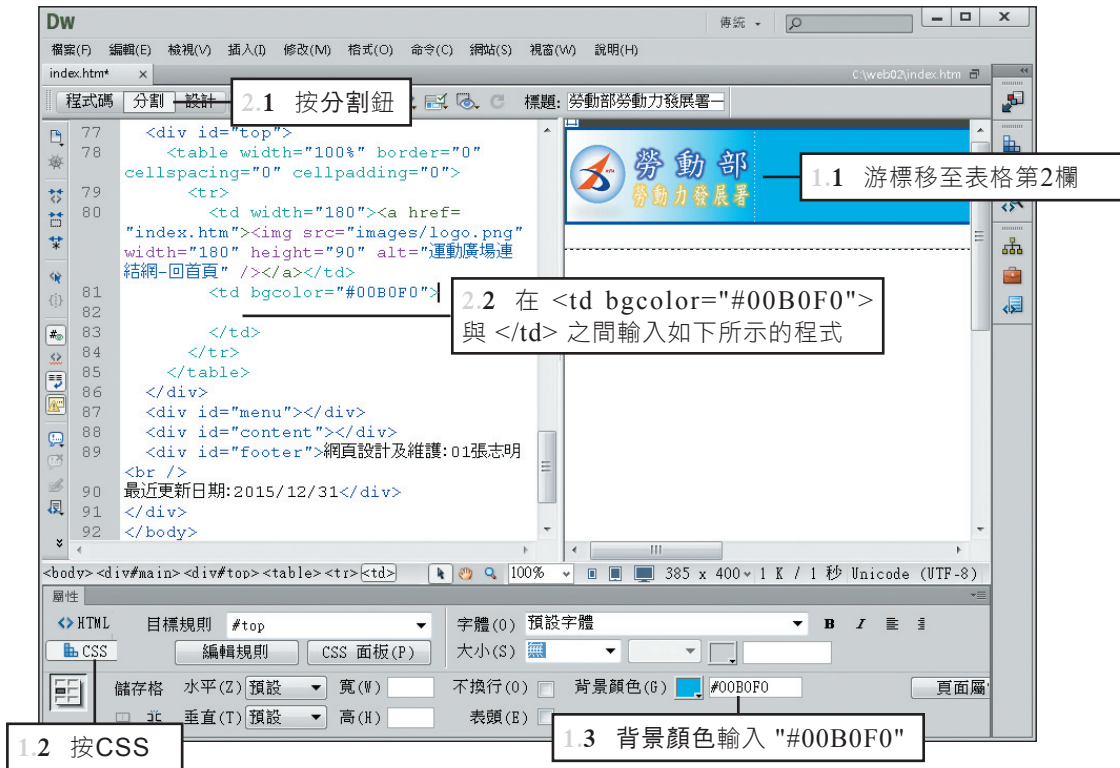 Dw
傳統
檔案(F) 編輯(E) 檢視(V) 插入(I) 修改(M) 格式(O) 命令(C) 網站(S) 視窗(W) 說明(H)
index.htm* × C:\web02\index.htm
程式碼 分割 設計 2.1 按分割鈕 標題: 勞動部勞動力發展署—
77 <div id="top">
78 <table width="100%" border="0"
cellspacing="0" cellpadding="0">
79 <tr>
80 <td width="180"><a href=
"index.htm"><img src="images/logo.png"
width="180" height="90" alt="運動廣場連
結網-回首頁" /></a></td>
81 <td bgcolor="#00B0F0">
82
83 </td>
84 </tr>
85 </table>
86 </div>
87 <div id="menu"></div>
88 <div id="content"></div>
89 <div id="footer">網頁設計及維護:01張志明
<br />
90 最近更新日期:2015/12/31</div>
91 </div>
92 </body>
勞動部
勞動力發展署
1.1 游標移至表格第2欄
2.2 在 <td bgcolor="#00B0F0">
與 </td> 之間輸入如下所示的程式
<body><div#main><div#top><table><tr><td> 100% 385 x 400 1 K / 1 秒 Unicode (UTF-8)
屬性
<> HTML 目標規則 #top 字體(O) 預設字體 B I
CSS 編輯規則 CSS 面板(P) 大小(S) 無
儲存格 水平(Z) 預設 寬(W) 不換行(O) 背景顏色(G) #00B0F0 頁面屬
垂直(T) 預設 高(H) 表頭(E)
1.2 按CSS
1.3 背景顏色輸入 "#00B0F0"